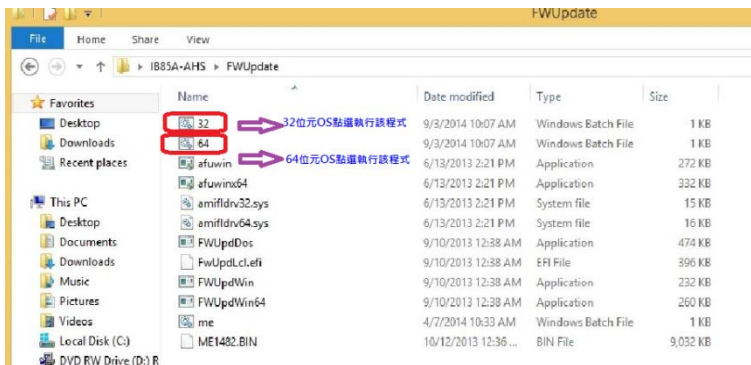 FWUpdate
File Home Share View
IB85A-AHS FWUpdate
Name Date modified Type Size
Favorites
Desktop
Downloads
Recent places
This PC
Desktop
Documents
Downloads
Music
Pictures
Videos
Local Disk (C:)
DVD RW Drive (D:) R
32 32位元OS點選執行該程式 9/3/2014 10:07 AM Windows Batch File 1 KB
64 64位元OS點選執行該程式 9/3/2014 10:07 AM Windows Batch File 1 KB
afuwin 6/13/2013 2:21 PM Application 272 KB
afuwinx64 6/13/2013 2:21 PM Application 332 KB
amifldrv32.sys 6/13/2013 2:21 PM System file 15 KB
amifldrv64.sys 6/13/2013 2:21 PM System file 16 KB
FWUpdDos 9/10/2013 12:38 AM Application 474 KB
FwUpdLcl.efi 9/10/2013 12:38 AM EFI File 396 KB
FWUpdWin 9/10/2013 12:38 AM Application 232 KB
FWUpdWin64 9/10/2013 12:38 AM Application 260 KB
me 4/7/2014 10:33 AM Windows Batch File 1 KB
ME1482.BIN 10/12/2013 12:36 ... BIN File 9,032 KB